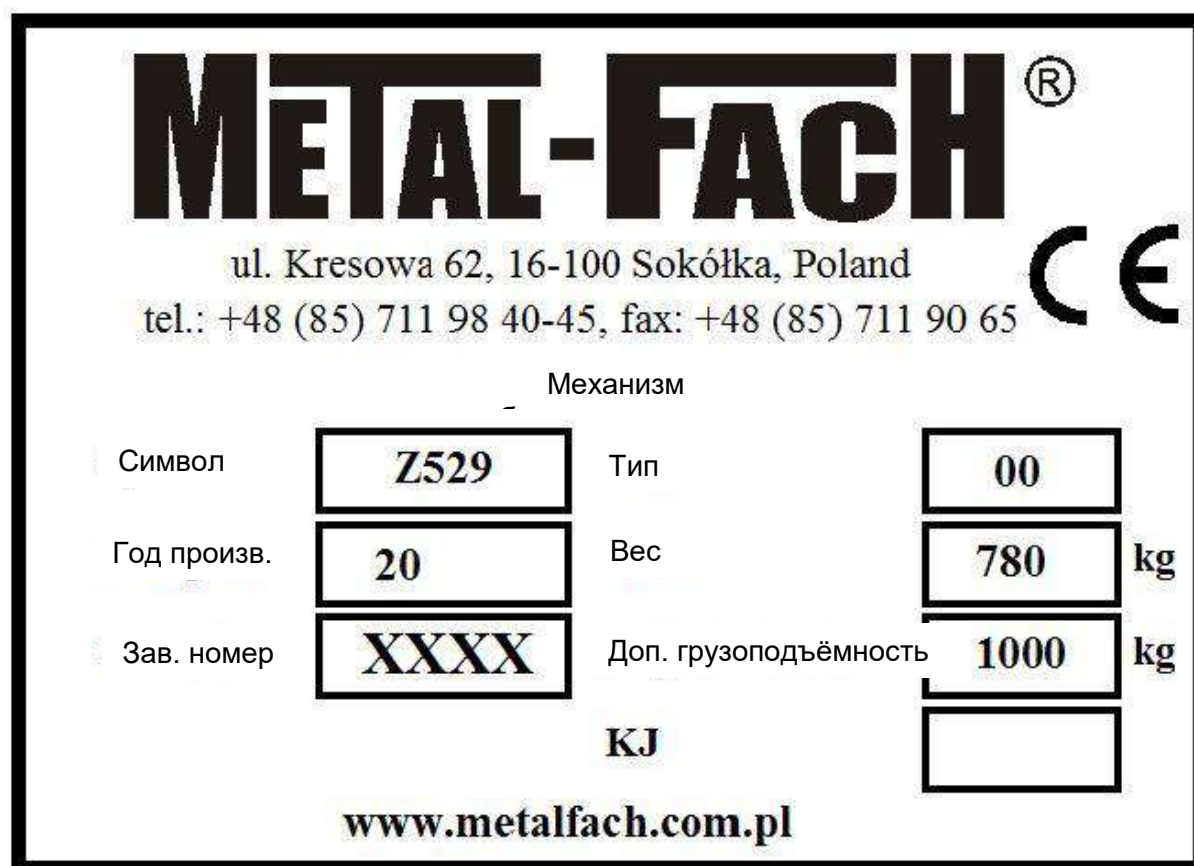 METAL-FACH ®
ul. Kresowa 62, 16-100 Sokółka, Poland
tel.: +48 (85) 711 98 40-45, fax: +48 (85) 711 90 65
CE
Механизм
Символ Z529 Тип 00
Год произв. 20 Вес 780 kg
Зав. номер XXXX Доп. грузоподъёмность 1000 kg
KJ
www.metalfach.com.pl